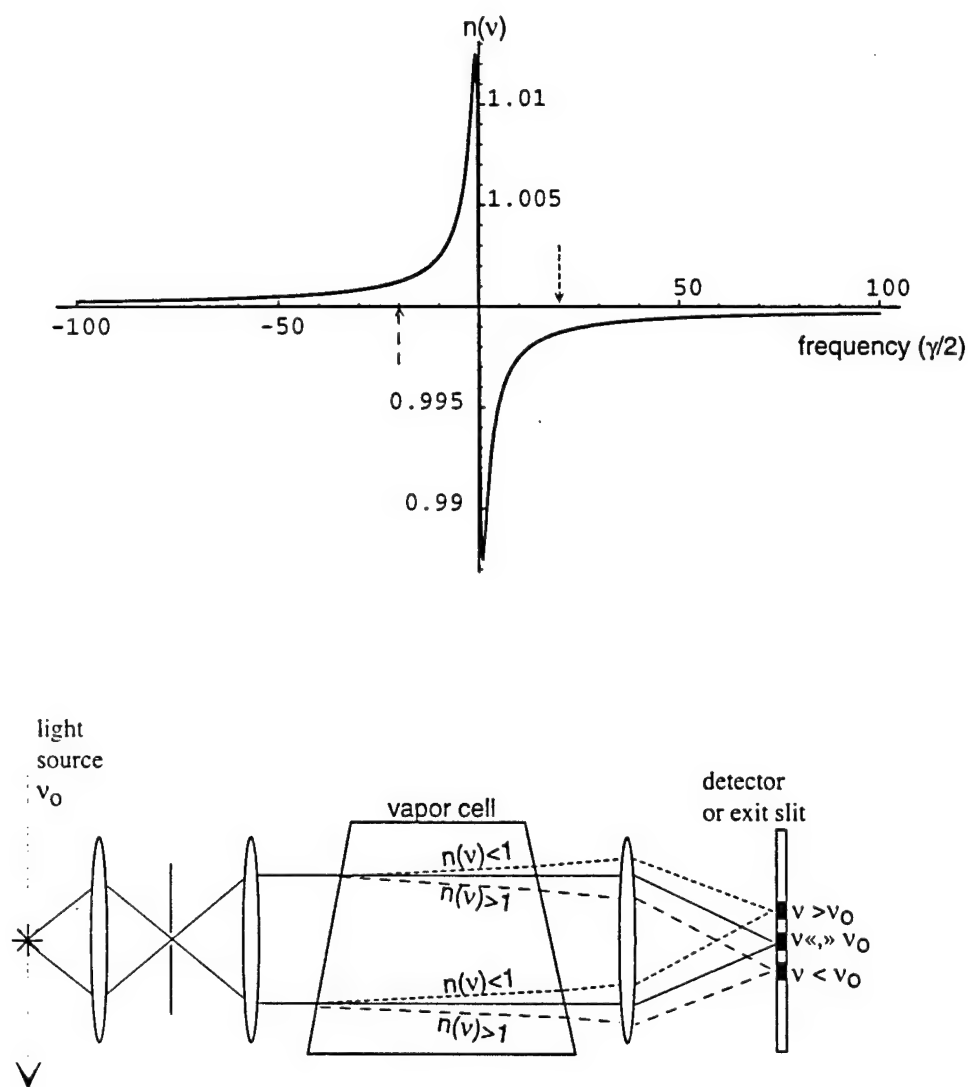 n(ν)
1.01
1.005
50
100
-100
-50
frequency (γ/2)
0.995
0.99
light
source
ν₀
detector
or exit slit
vapor cell
n(ν)<1
n(ν)>1
ν >ν₀
ν«,» ν₀
ν < ν₀
n(ν)<1
n(ν)>1